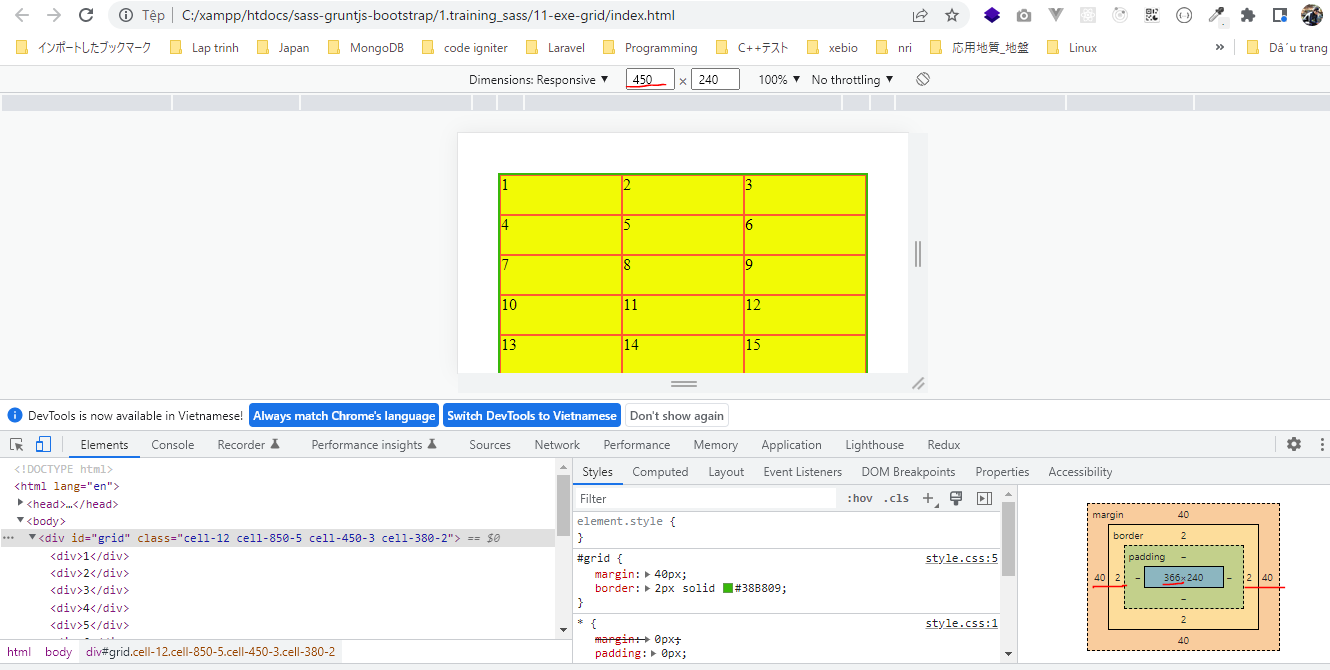 Tệp C:/xampp/htdocs/sass-gruntjs-bootstrap/1.training_sass/11-exe-grid/index.html
インポートしたブックマーク Lap trinh Japan MongoDB code igniter Laravel Programming C++テスト xebio nri 応用地質_地盤 Linux » Dấu trang
Dimensions: Responsive ▼ 450 × 240 100% ▼ No throttling ▼
1 2 3
4 5 6
7 8 9
10 11 12
13 14 15
DevTools is now available in Vietnamese! Always match Chrome's language Switch DevTools to Vietnamese Don't show again
Elements Console Recorder Performance insights Sources Network Performance Memory Application Lighthouse Redux
<!DOCTYPE html>
<html lang="en">
▶<head>…</head>
▼<body>
… ▼<div id="grid" class="cell-12 cell-850-5 cell-450-3 cell-380-2"> == $0
<div>1</div>
<div>2</div>
<div>3</div>
<div>4</div>
<div>5</div>
html body div#grid.cell-12.cell-850-5.cell-450-3.cell-380-2
Styles Computed Layout Event Listeners DOM Breakpoints Properties Accessibility
Filter :hov .cls +
element.style {
}
#grid { style.css:5
margin: ▶ 40px;
border: ▶ 2px solid #38B809;
}
* { style.css:1
margin: ▶ 0px;
padding: ▶ 0px;
margin 40
border 2
padding –
40 2 – 366×240 – 2 40
–
2
40